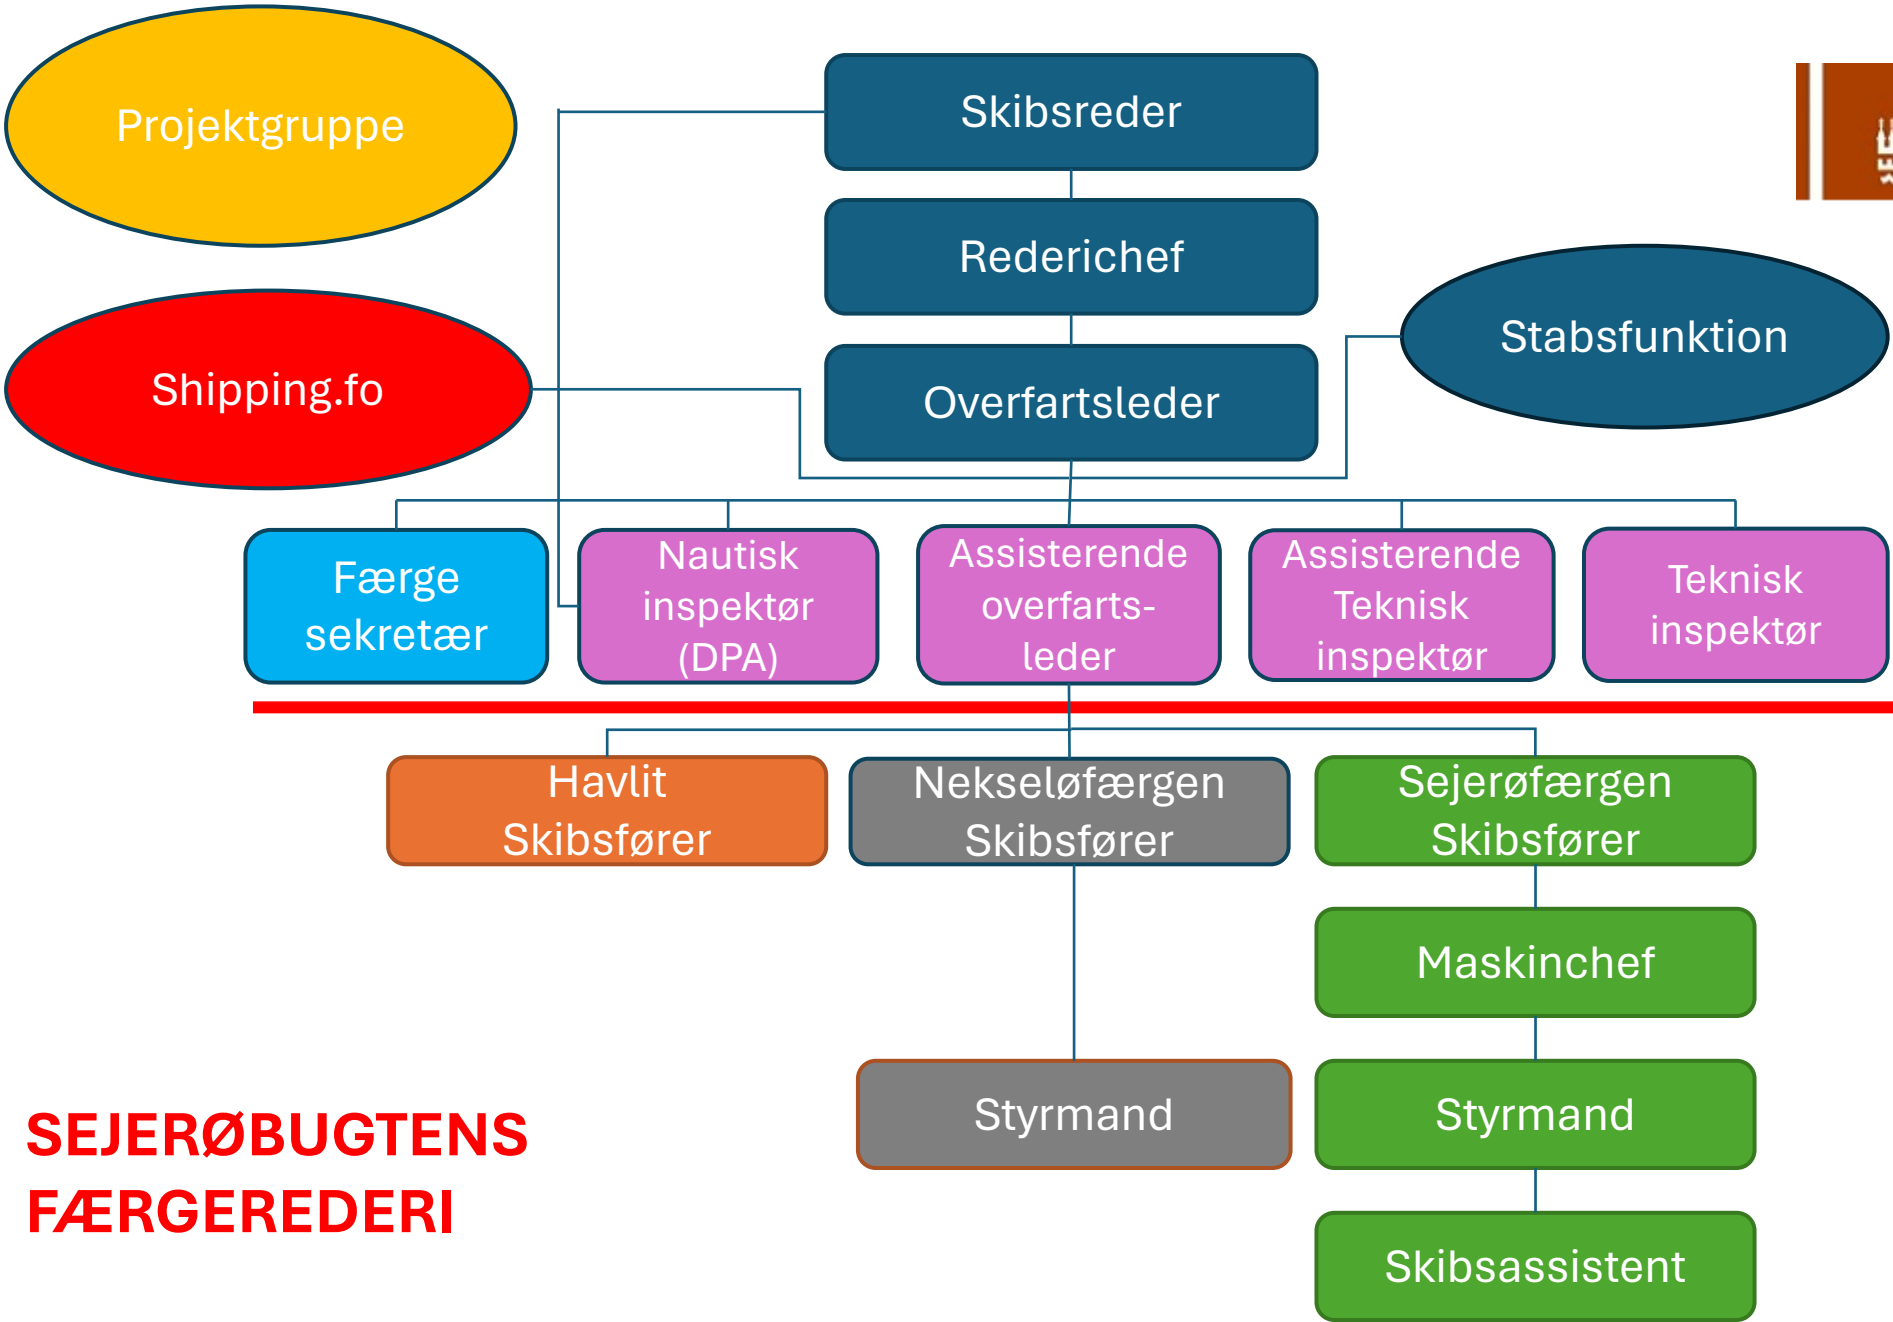 Projektgruppe
Skibsreder
Rederichef
Stabsfunktion
Shipping.fo
Overfartsleder
Færge
sekretær
Nautisk
inspektør
(DPA)
Assisterende
overfarts-
leder
Assisterende
Teknisk
inspektør
Teknisk
inspektør
Havlit
Skibsfører
Nekseløfærgen
Skibsfører
Sejerøfærgen
Skibsfører
Maskinchef
Styrmand
Styrmand
Skibsassistent
SEJERØBUGTENS
FÆRGEREDERI